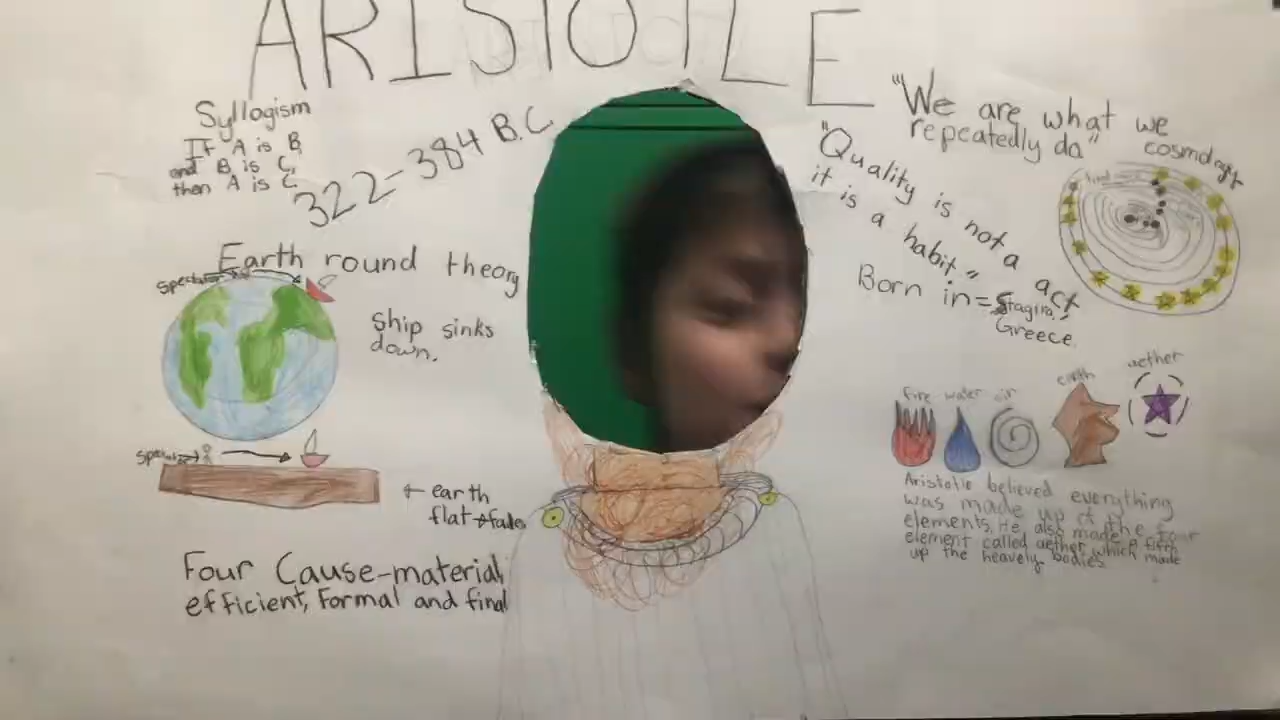 ARISTOTLE
Syllogism
If A is B
and B is C,
then A is C
322-384 B.C.
Earth round theory
Ship sinks
down.
← earth
flat → fades
Four Cause-material,
efficient, Formal and final
"We are what we
repeatedly do"
"Quality is not a act
it is a habit"
cosmology
Born in = Stagira,
Greece.
fire water air earth aether
Aristotle believed everything
was made up of the four
elements. He also made a fifth
element called aether which made
up the heavely bodies.